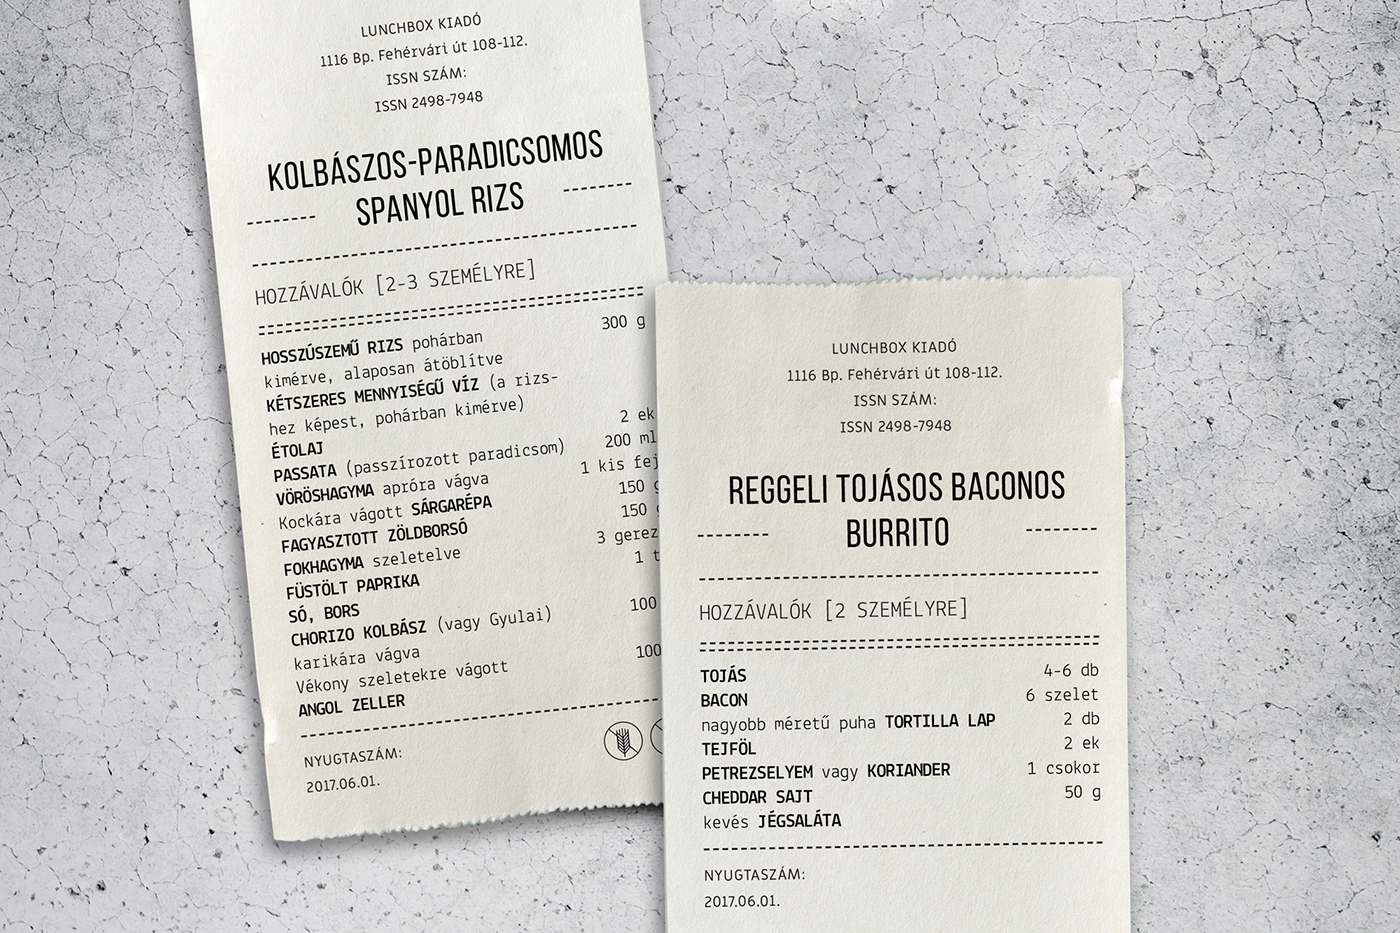 LUNCHBOX KIADÓ
1116 Bp. Fehérvári út 108-112.
ISSN SZÁM:
ISSN 2498-7948
KOLBÁSZOS-PARADICSOMOS
SPANYOL RIZS
HOZZÁVALÓK [2-3 SZEMÉLYRE]
HOSSZÚSZEMŰ RIZS pohárban 300 g
kimérve, alaposan átöblítve
KÉTSZERES MENNYISÉGŰ VÍZ (a rizs-
hez képest, pohárban kimérve)
ÉTOLAJ 2 ek
PASSATA (passzírozott paradicsom) 200 ml
VÖRÖSHAGYMA apróra vágva 1 kis fej
Kockára vágott SÁRGARÉPA 150 g
FAGYASZTOTT ZÖLDBORSÓ 150
FOKHAGYMA szeletelve 3 gerez
FÜSTÖLT PAPRIKA 1
SÓ, BORS
CHORIZO KOLBÁSZ (vagy Gyulai) 100
karikára vágva
Vékony szeletekre vágott 100
ANGOL ZELLER
NYUGTASZÁM:
2017.06.01.
LUNCHBOX KIADÓ
1116 Bp. Fehérvári út 108-112.
ISSN SZÁM:
ISSN 2498-7948
REGGELI TOJÁSOS BACONOS
BURRITO
HOZZÁVALÓK [2 SZEMÉLYRE]
TOJÁS 4-6 db
BACON 6 szelet
nagyobb méretű puha TORTILLA LAP 2 db
TEJFÖL 2 ek
PETREZSELYEM vagy KORIANDER 1 csokor
CHEDDAR SAJT 50 g
kevés JÉGSALÁTA
NYUGTASZÁM:
2017.06.01.